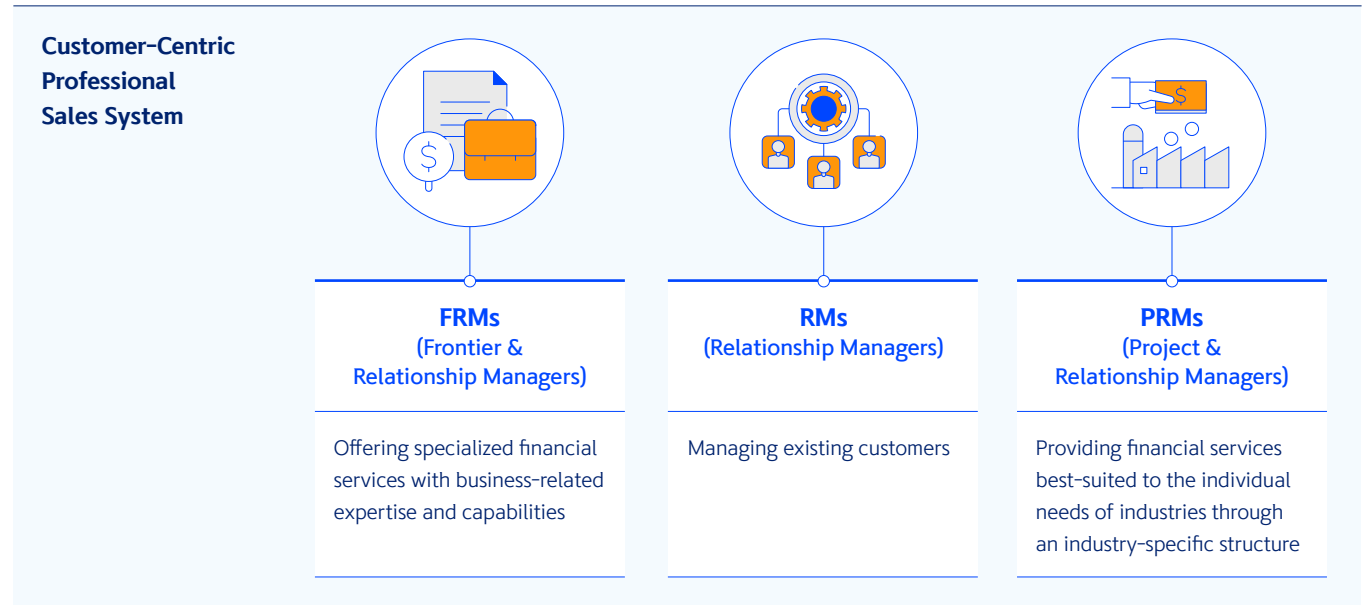 Customer-Centric
Professional
Sales System
$
FRMs
(Frontier &
Relationship Managers)
Offering specialized financial
services with business-related
expertise and capabilities
RMs
(Relationship Managers)
Managing existing customers
$
PRMs
(Project &
Relationship Managers)
Providing financial services
best-suited to the individual
needs of industries through
an industry-specific structure